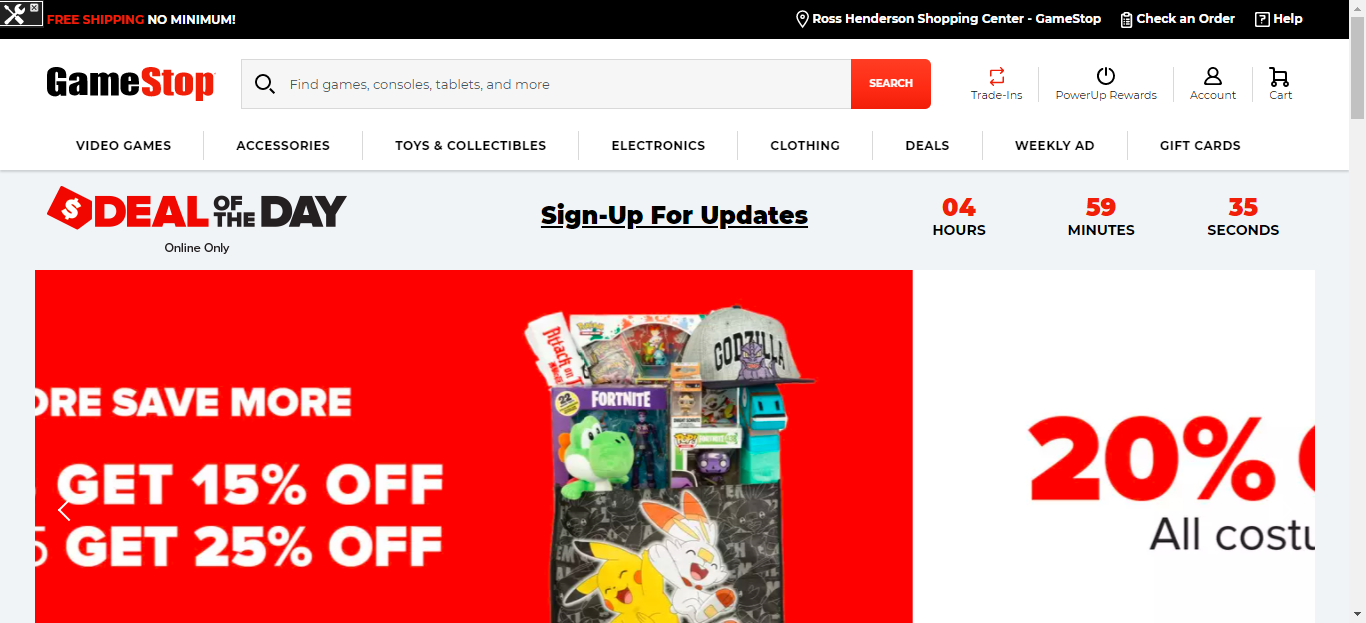 FREE SHIPPING NO MINIMUM!
Ross Henderson Shopping Center - GameStop
Check an Order
Help
GameStop
Find games, consoles, tablets, and more
SEARCH
Trade-Ins
PowerUp Rewards
Account
Cart
VIDEO GAMES
ACCESSORIES
TOYS & COLLECTIBLES
ELECTRONICS
CLOTHING
DEALS
WEEKLY AD
GIFT CARDS
DEAL OF THE DAY
Online Only
Sign-Up For Updates
04
HOURS
59
MINUTES
35
SECONDS
ORE SAVE MORE
GET 15% OFF
GET 25% OFF
Attack on
GODZILLA
22
FORTNITE
POP!
20%
All costu